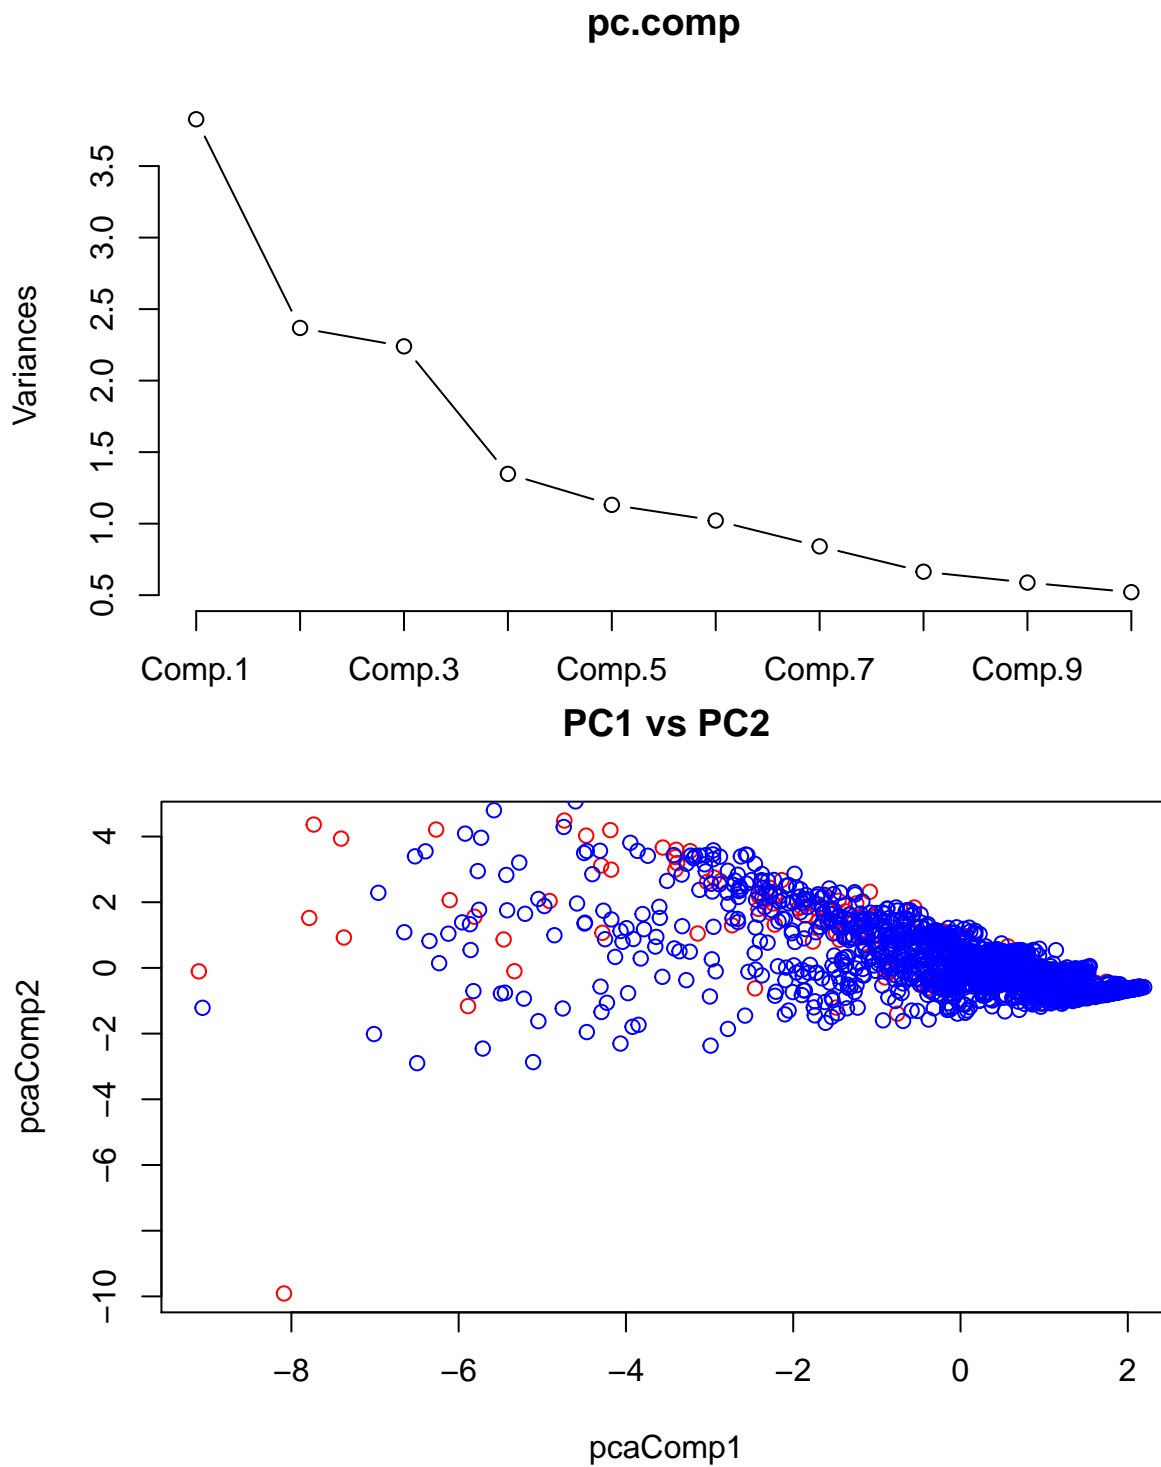 pc.comp
Variances
3.5
3.0
2.5
2.0
1.5
1.0
0.5
Comp.1 Comp.3 Comp.5 Comp.7 Comp.9
PC1 vs PC2
pcaComp2
4
2
0
−2
−4
−6
−10
−8 −6 −4 −2 0 2
pcaComp1